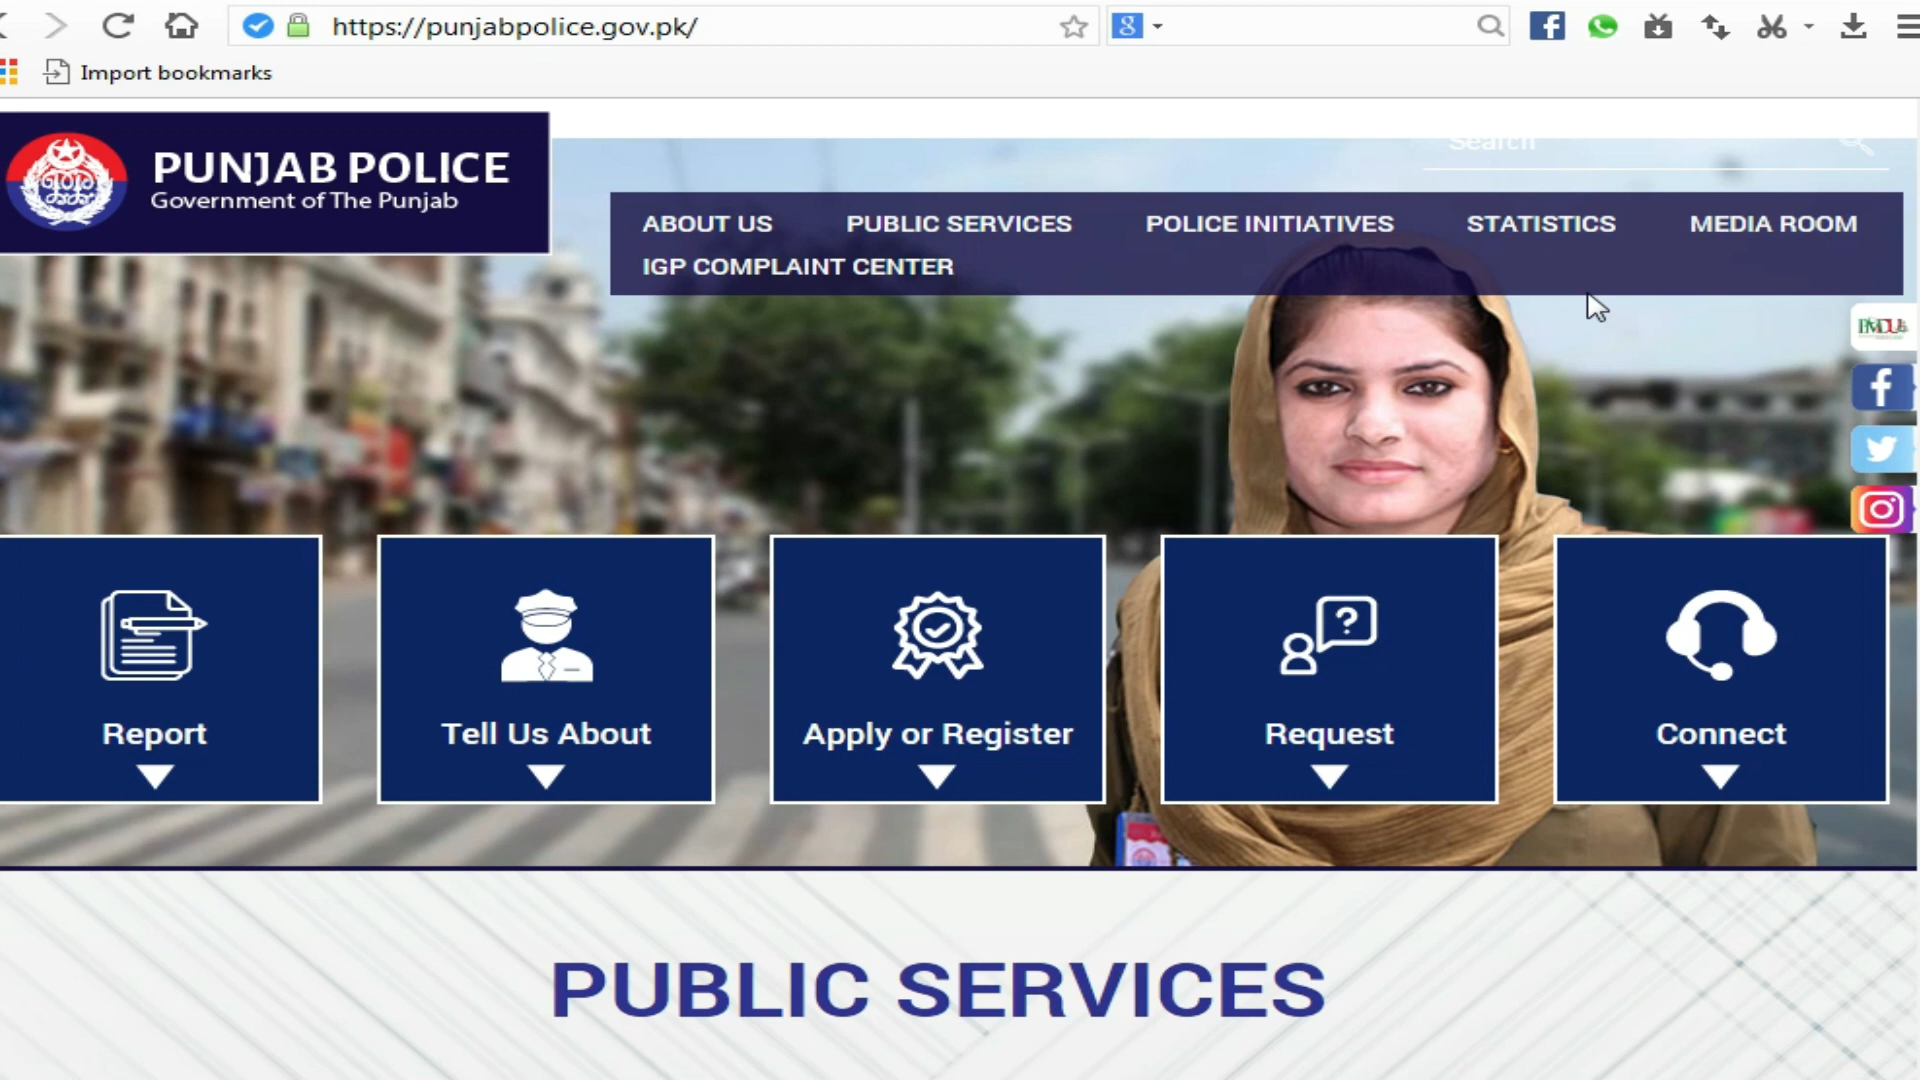 https://punjabpolice.gov.pk/
Import bookmarks
PUNJAB POLICE
Government of The Punjab
Search
ABOUT US
PUBLIC SERVICES
POLICE INITIATIVES
STATISTICS
MEDIA ROOM
IGP COMPLAINT CENTER
Report
Tell Us About
Apply or Register
Request
Connect
PUBLIC SERVICES